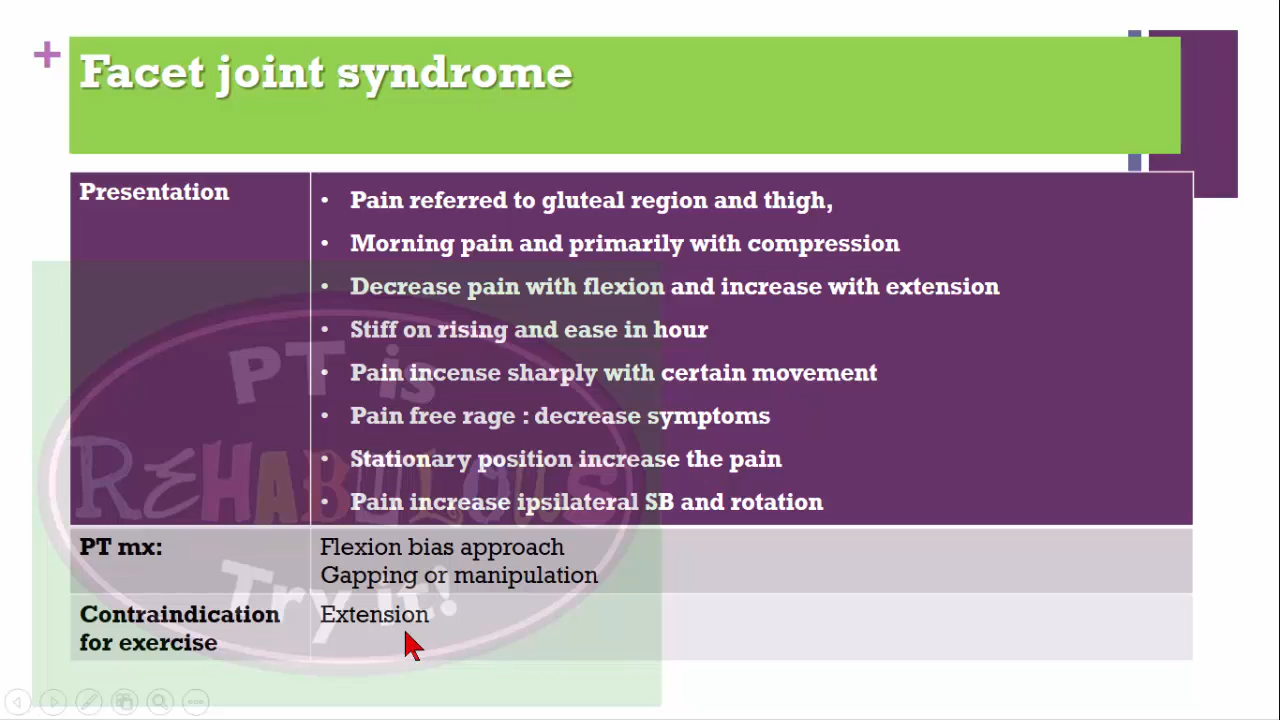 +
Facet joint syndrome
Presentation
• Pain referred to gluteal region and thigh,
• Morning pain and primarily with compression
• Decrease pain with flexion and increase with extension
• Stiff on rising and ease in hour
• Pain incense sharply with certain movement
• Pain free rage : decrease symptoms
• Stationary position increase the pain
• Pain increase ipsilateral SB and rotation
PT mx:
Flexion bias approach
Gapping or manipulation
Contraindication
for exercise
Extension
PT is
REHABULOUS
Try it!